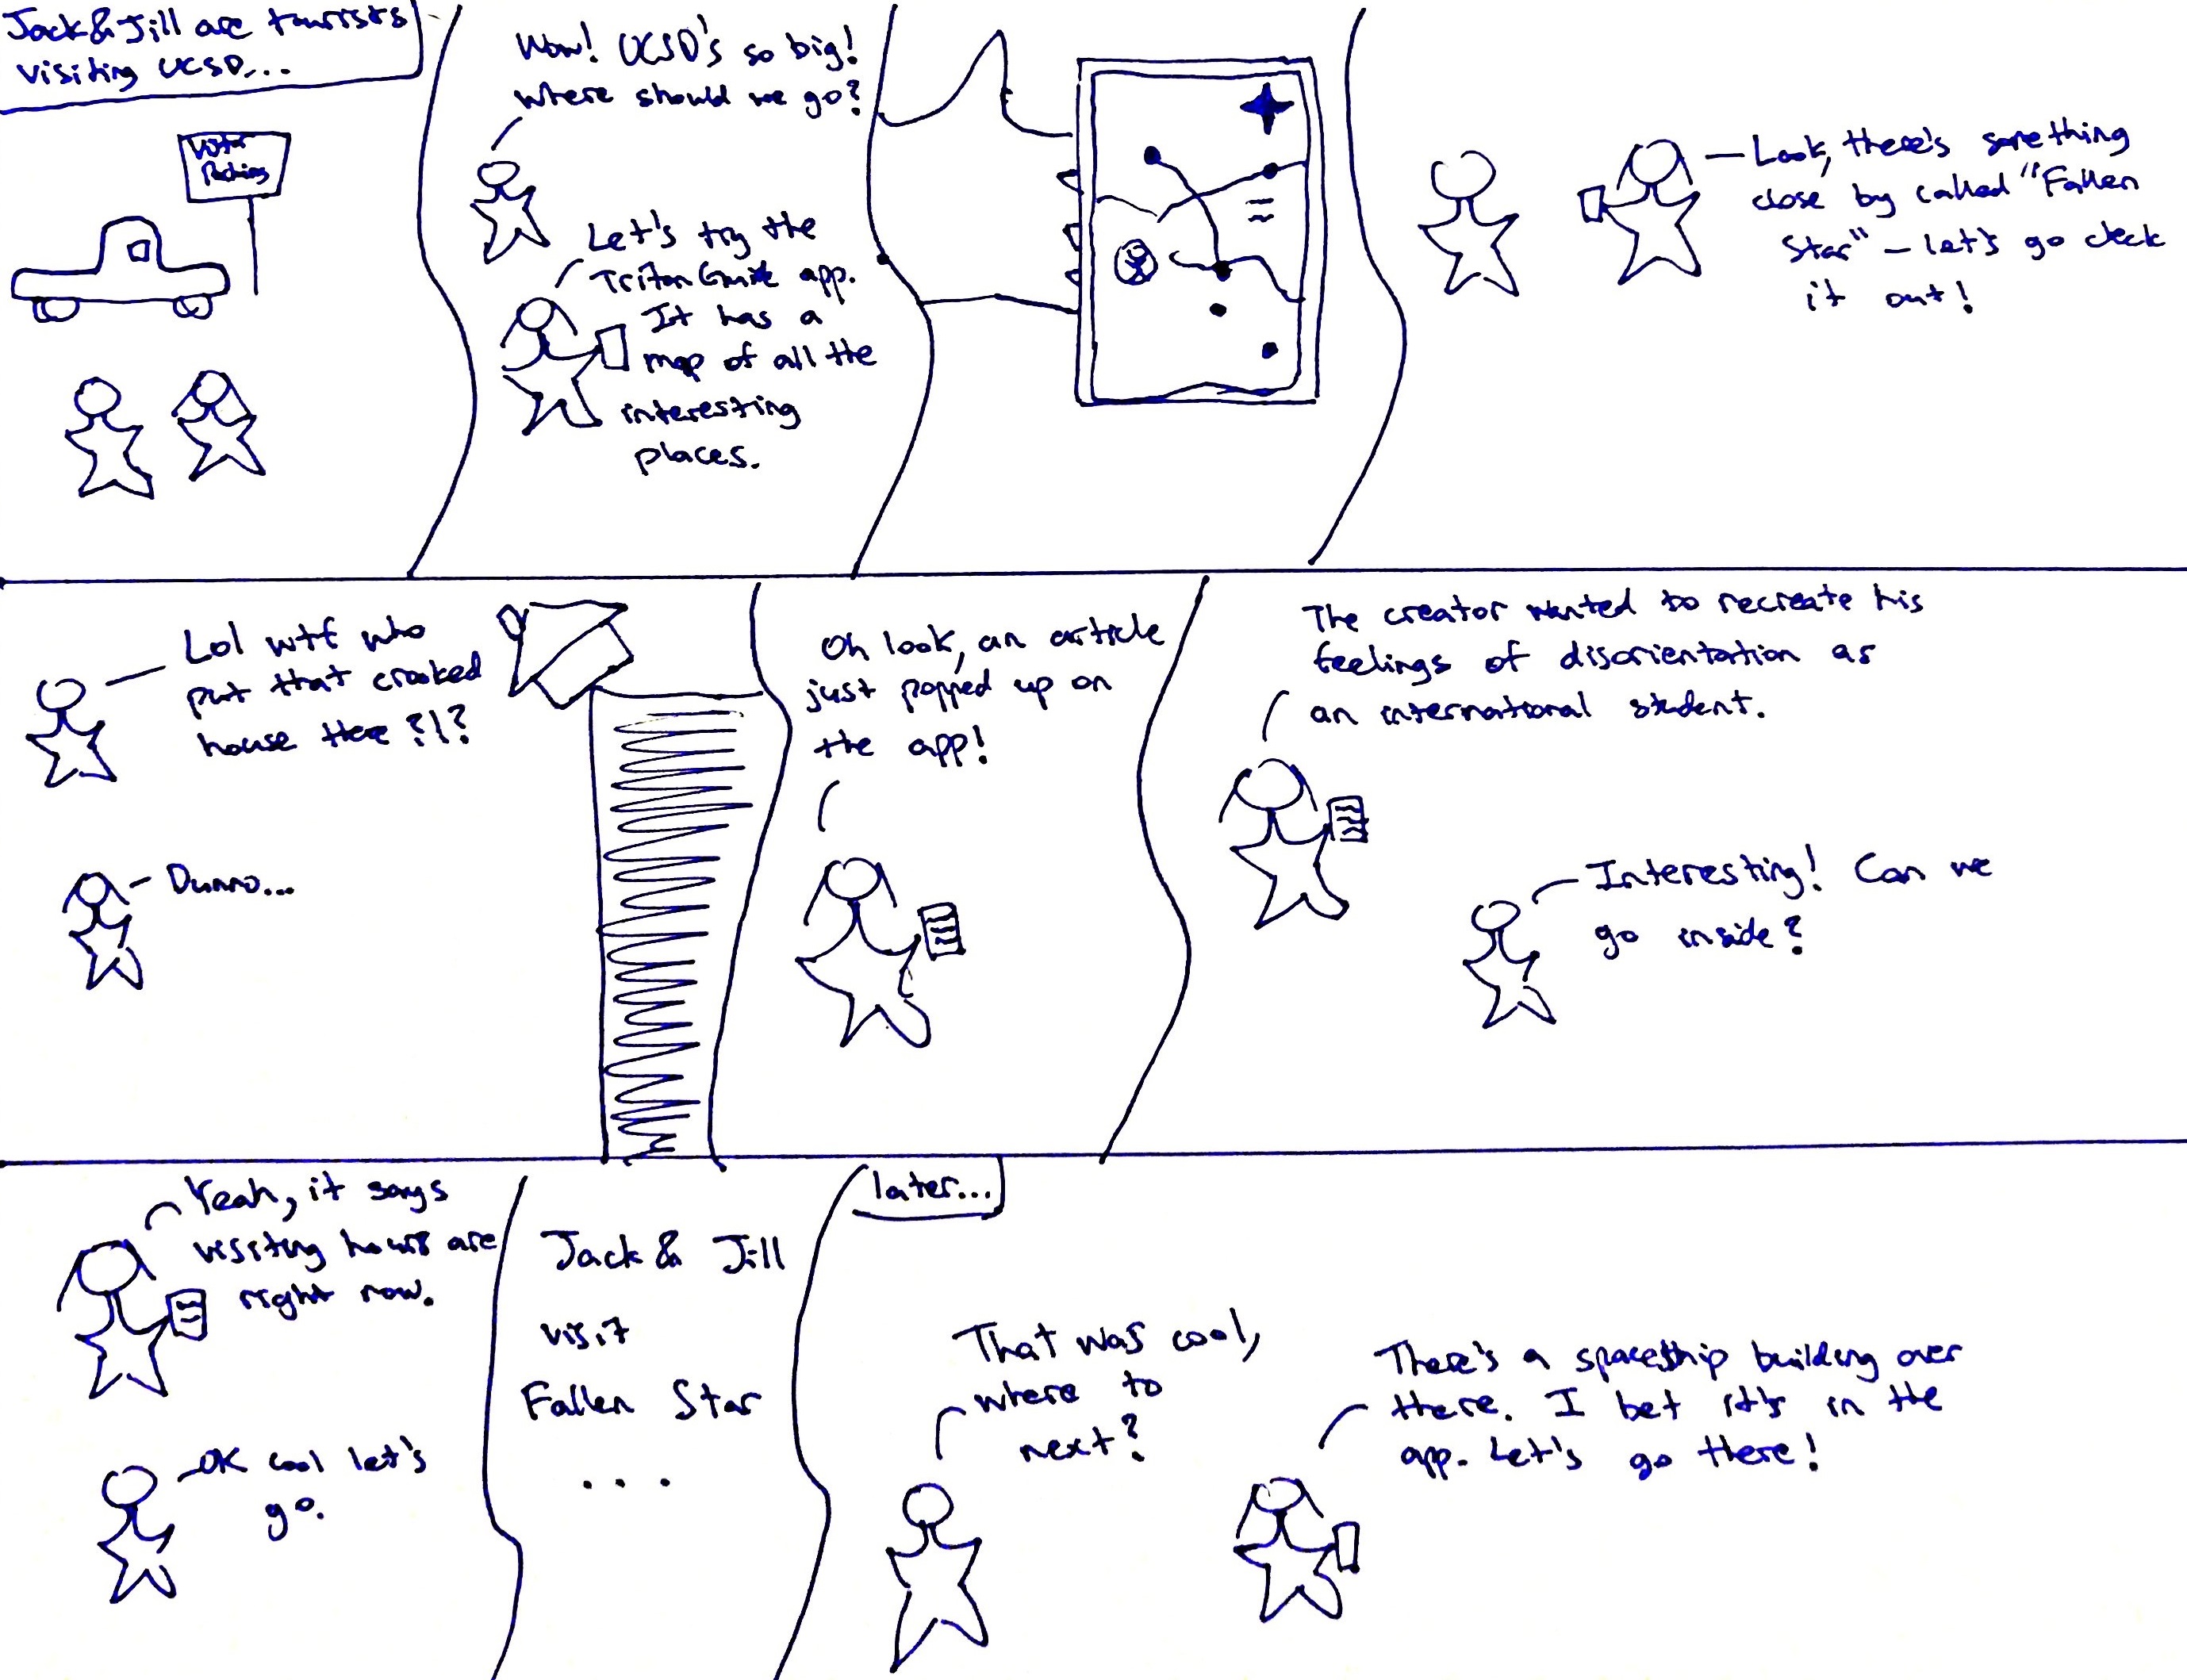 Jack & Jill are tourists
visiting UCSD...
Visitor
Parking
Wow! UCSD's so big!
Where should we go?
Let's try the
Triton Guide app.
It has a
map of all the
interesting
places.
Look, there's something
close by called "Fallen
Star" - let's go check
it out!
Lol wtf who
put that crooked
house there?!?
Dunno...
Oh look, an article
just popped up on
the app!
The creator wanted to recreate his
feelings of disorientation as
an international student.
Interesting! Can we
go inside?
Yeah, it says
visiting hours are
right now.
OK cool let's
go.
Jack & Jill
visit
Fallen Star
...
later...
That was cool,
where to
next?
There's a spaceship building over
there. I bet it's in the
app. Let's go there!